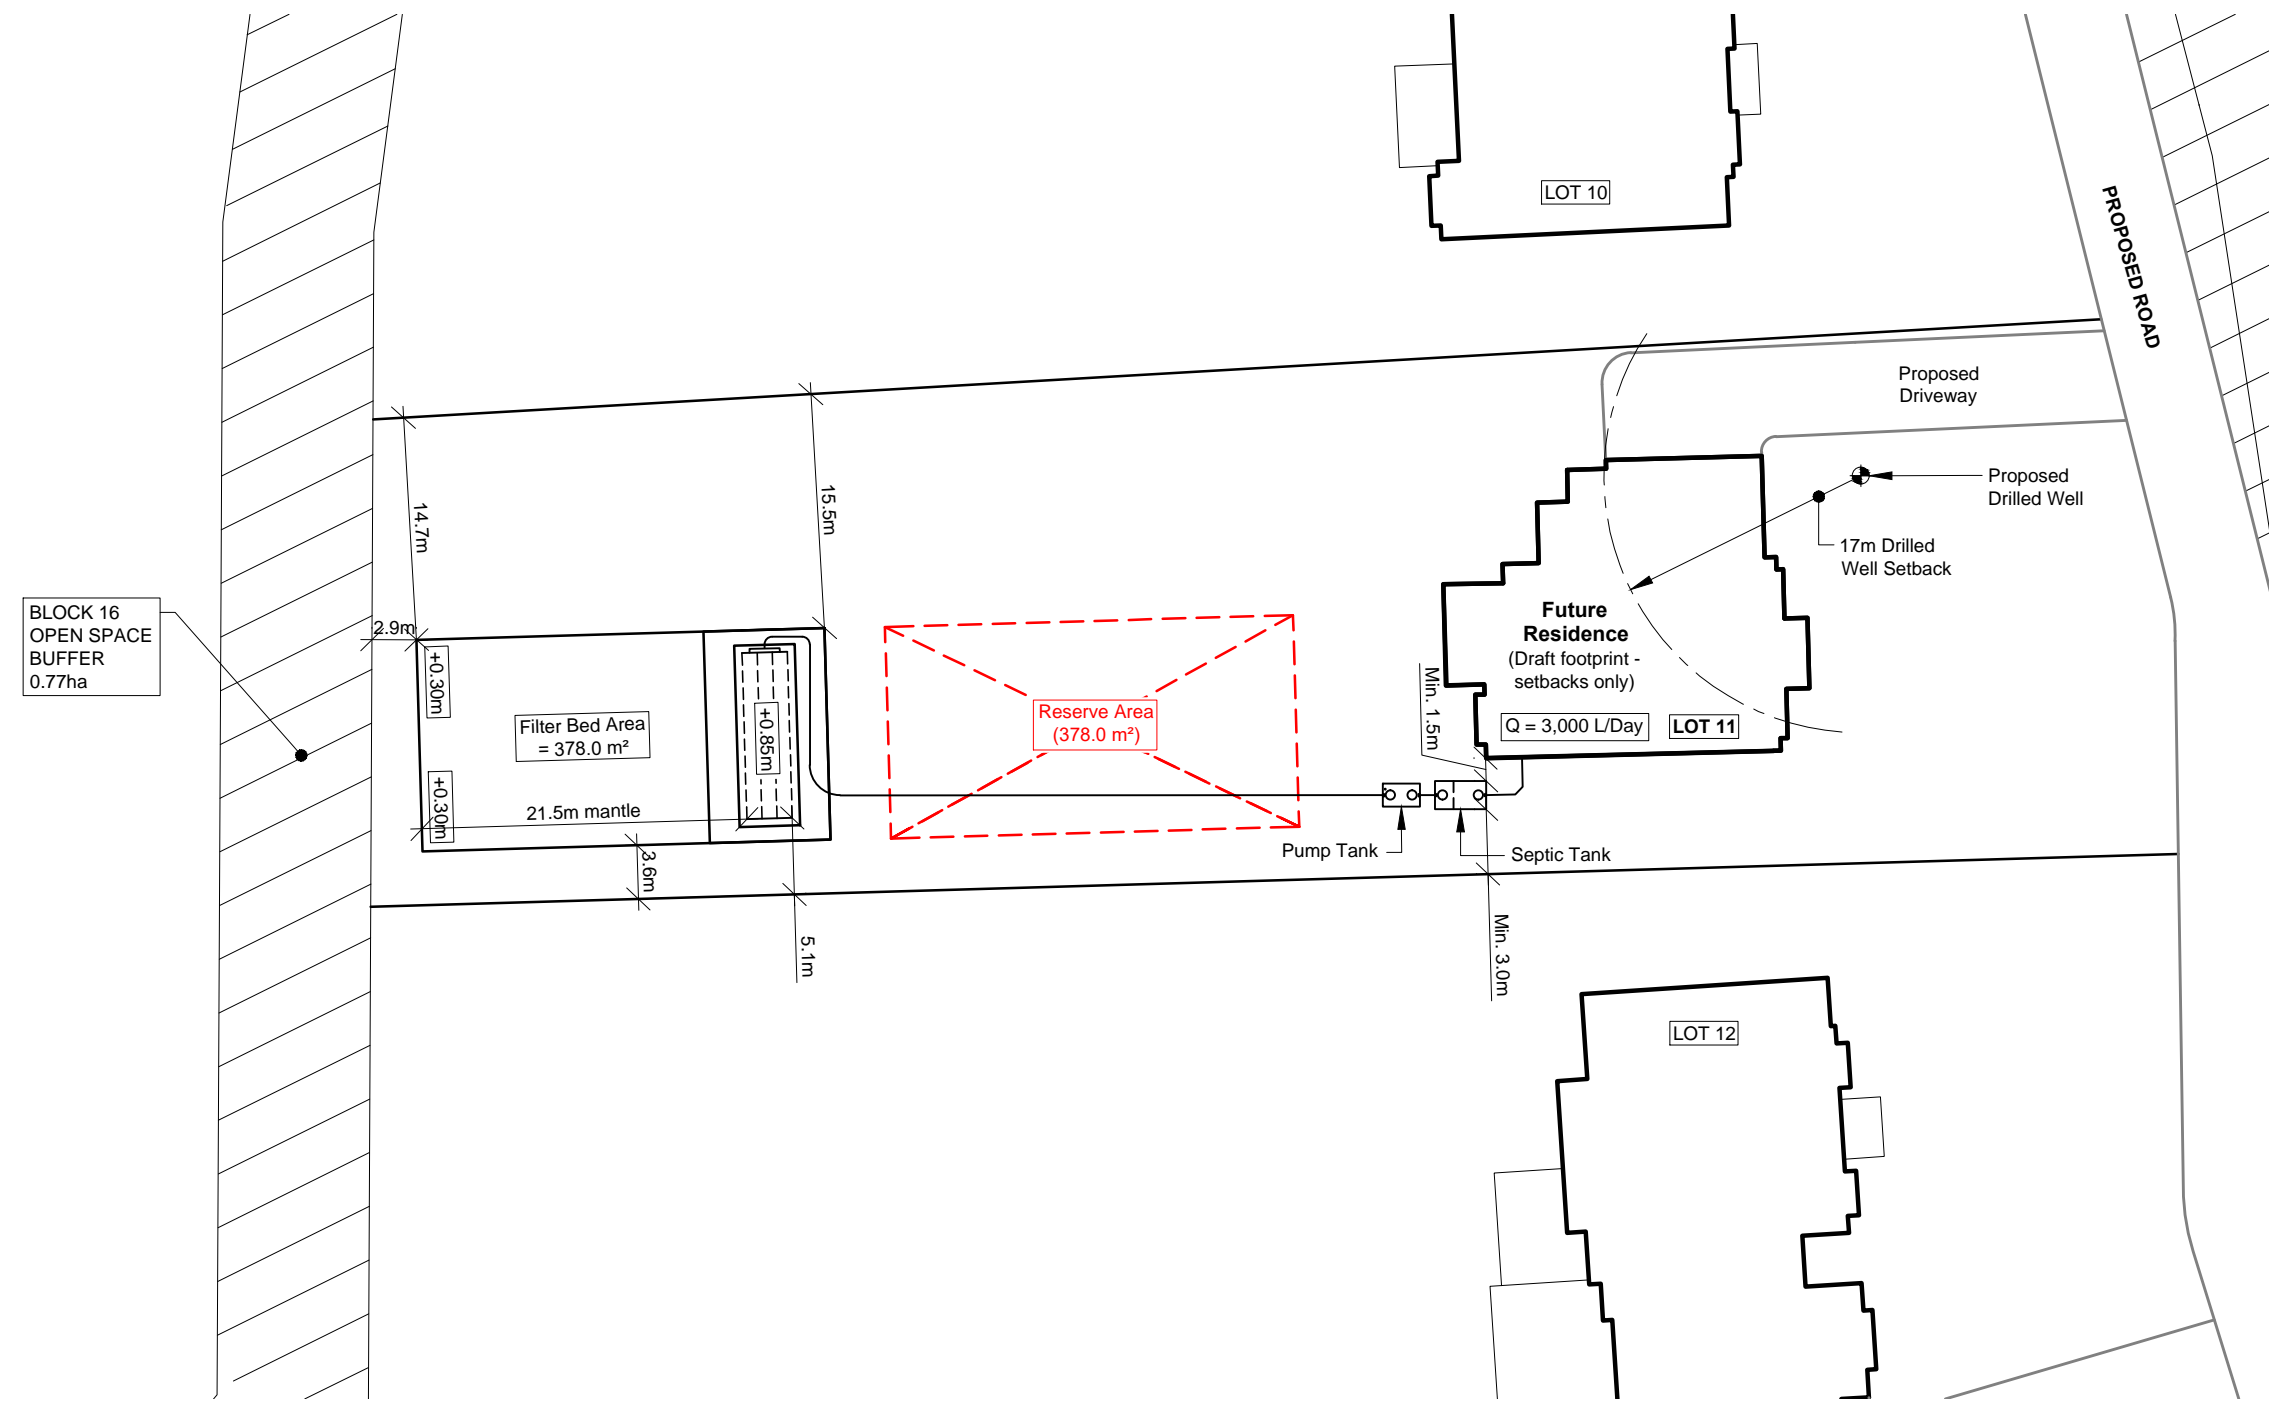 LOT 10
PROPOSED ROAD
Proposed
Driveway
14.7m
15.5m
Proposed
Drilled Well
17m Drilled
Well Setback
BLOCK 16
OPEN SPACE
BUFFER
0.77ha
2.9m
+0.30m
Filter Bed Area
= 378.0 m²
+0.85m
Reserve Area
(378.0 m²)
Future
Residence
(Draft footprint -
setbacks only)
Min. 1.5m
Q = 3,000 L/Day
LOT 11
+0.30m
21.5m mantle
3.6m
Pump Tank
Septic Tank
5.1m
Min. 3.0m
LOT 12